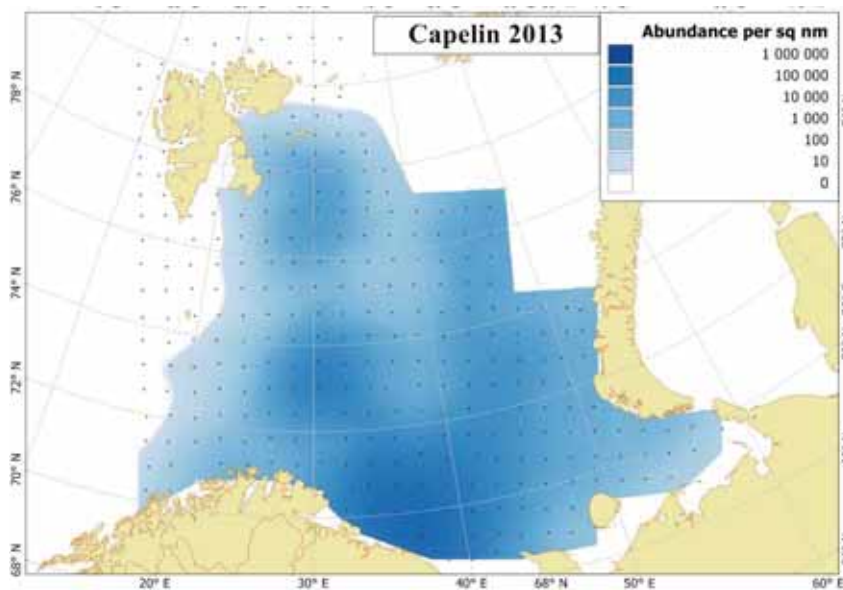 Capelin 2013
Abundance per sq nm
1 000 000
100 000
10 000
1 000
100
10
0
78° N
76° N
74° N
72° N
70° N
68° N
20° E
30° E
40° E
68° N
50° E
60° E